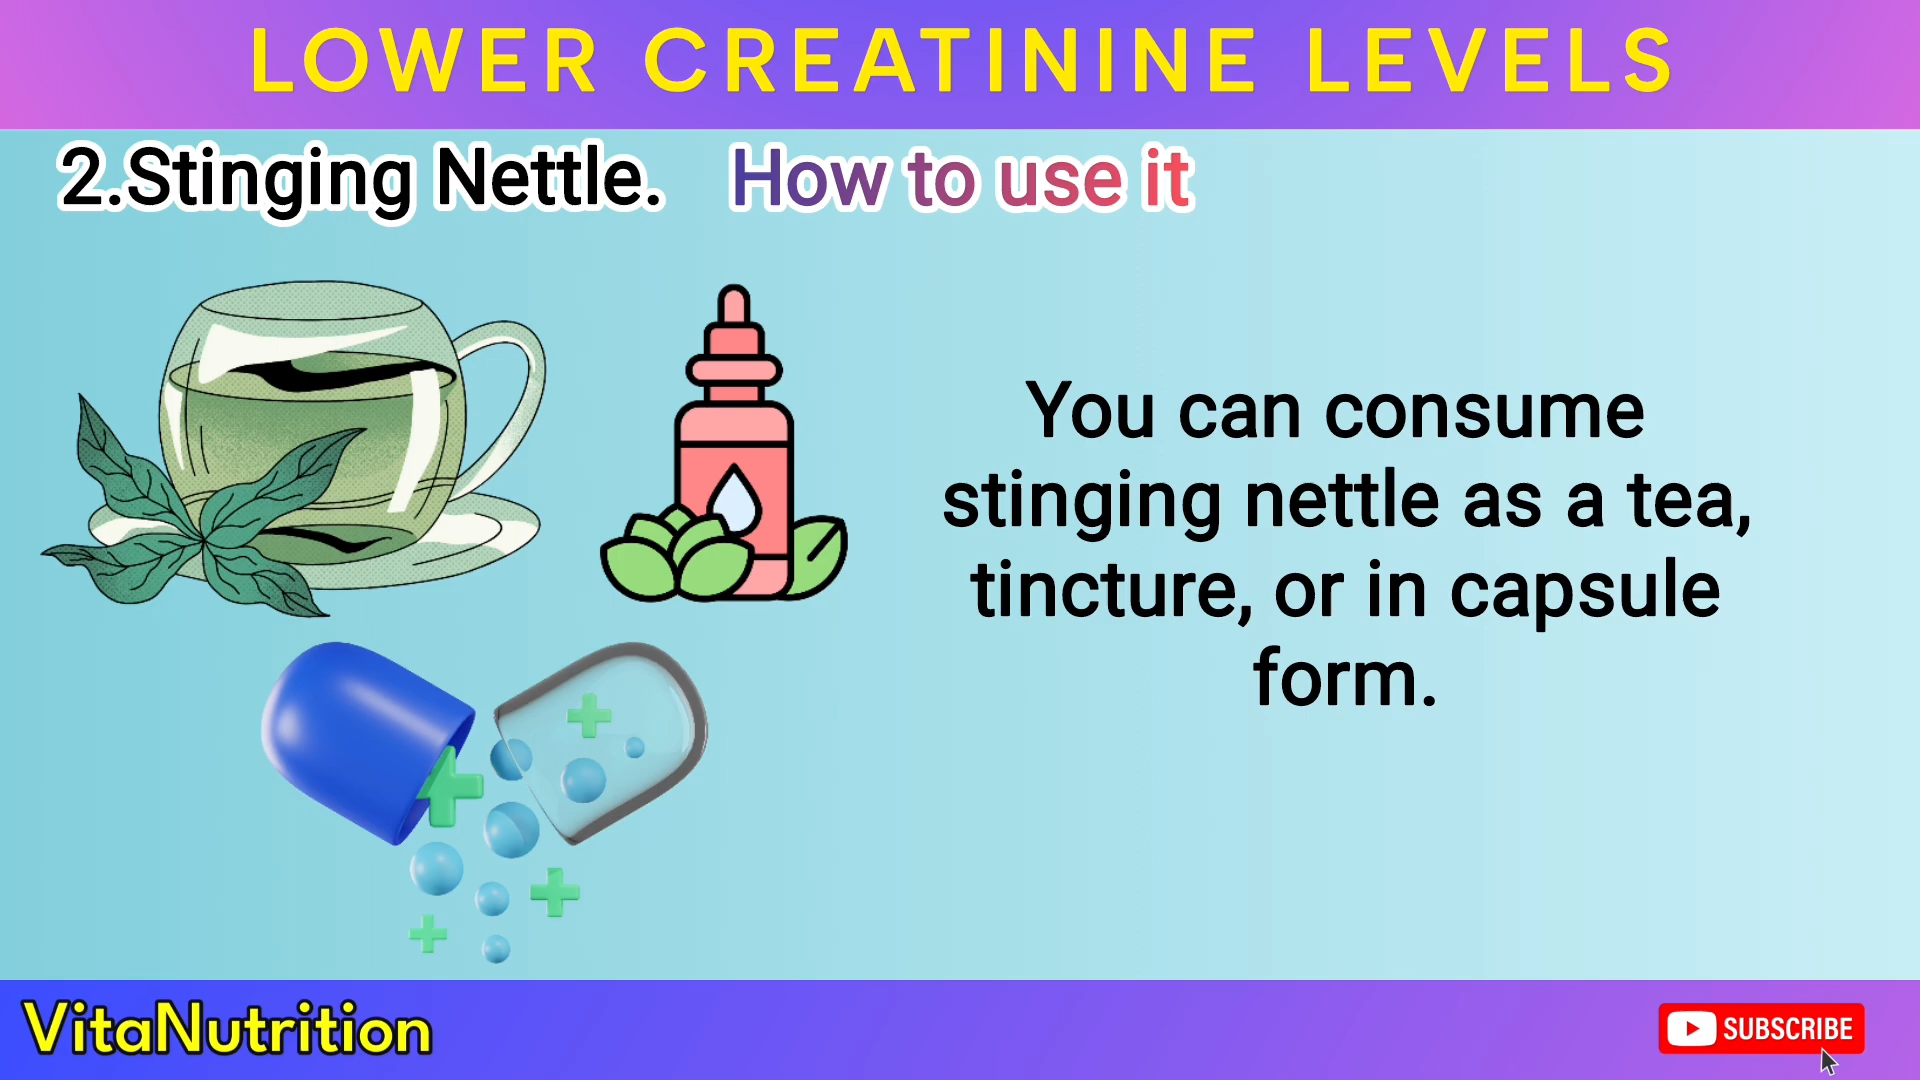 LOWER CREATININE LEVELS
2.Stinging Nettle. How to use it
You can consume
stinging nettle as a tea,
tincture, or in capsule
form.
VitaNutrition
SUBSCRIBE